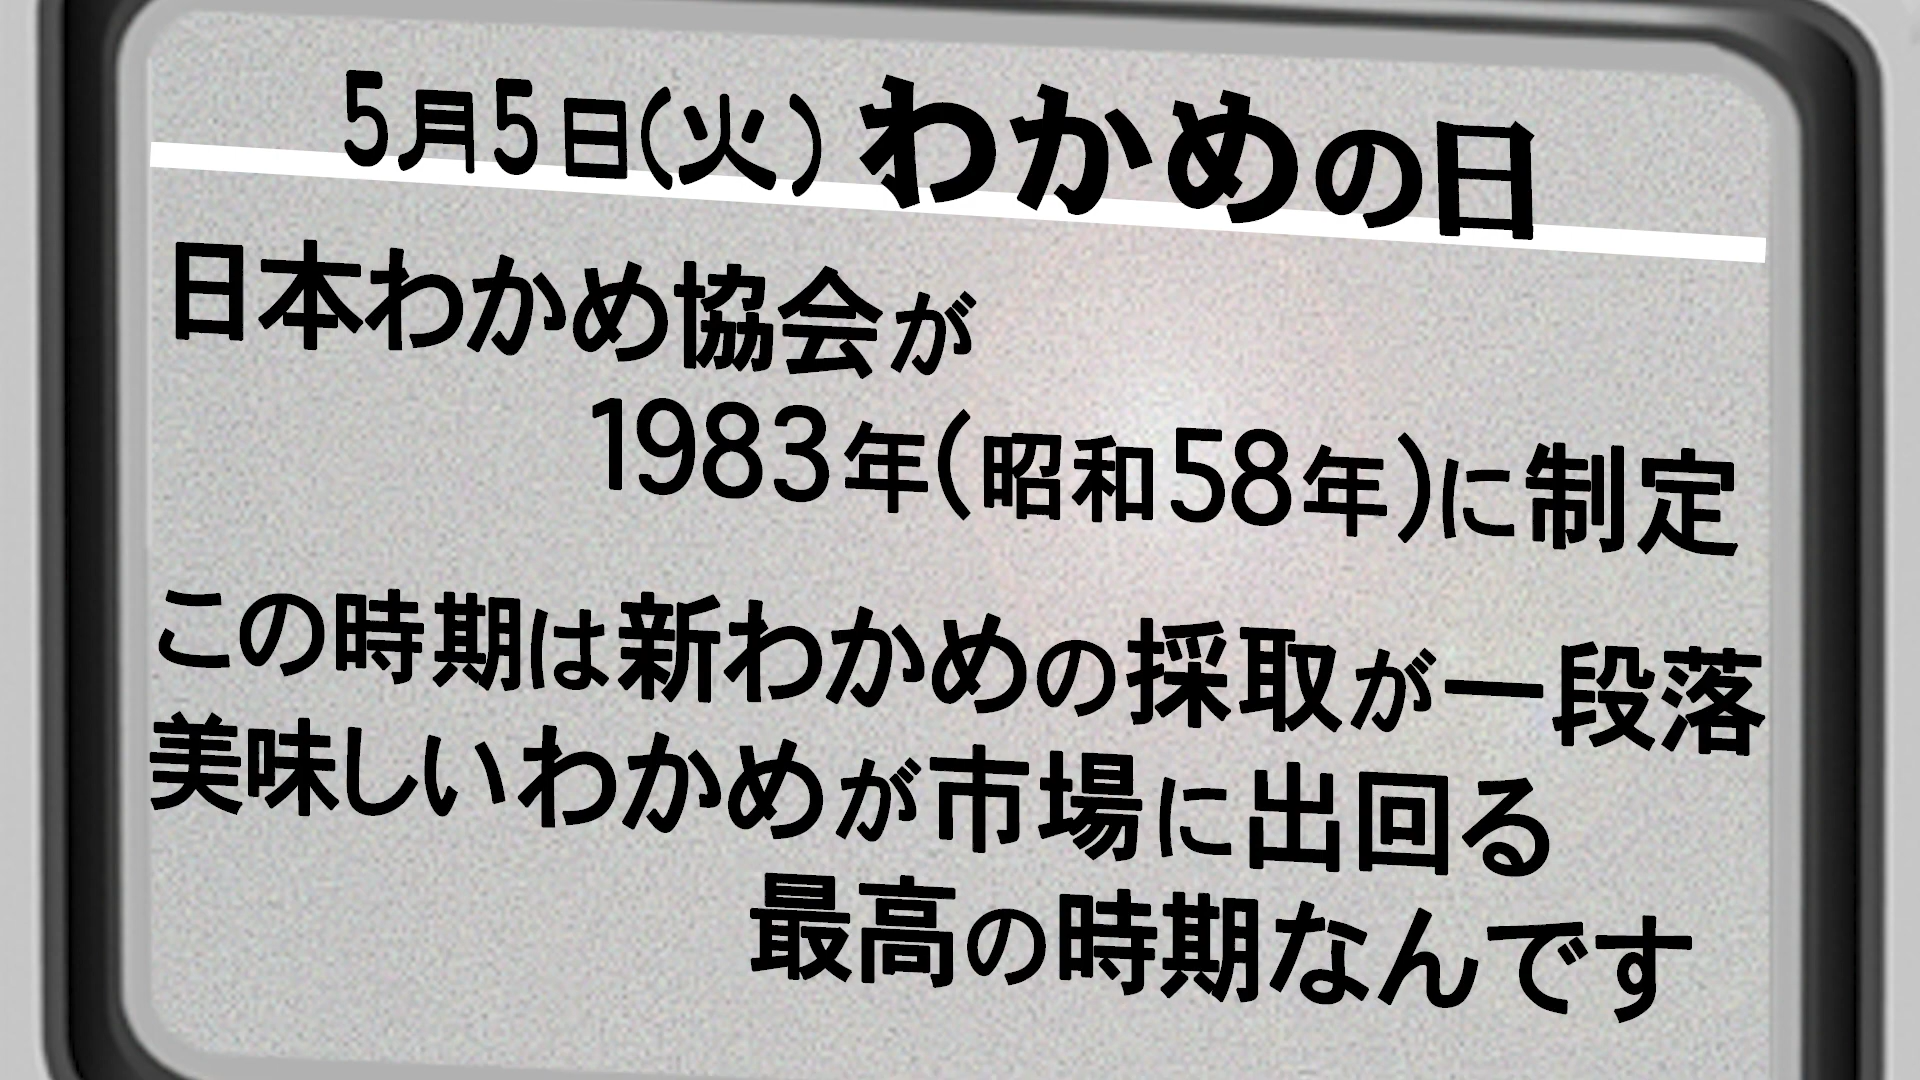 5月5日(火) わかめの日
日本わかめ協会が
1983年(昭和58年)に制定
この時期は新わかめの採取が一段落
美味しいわかめが市場に出回る
最高の時期なんです